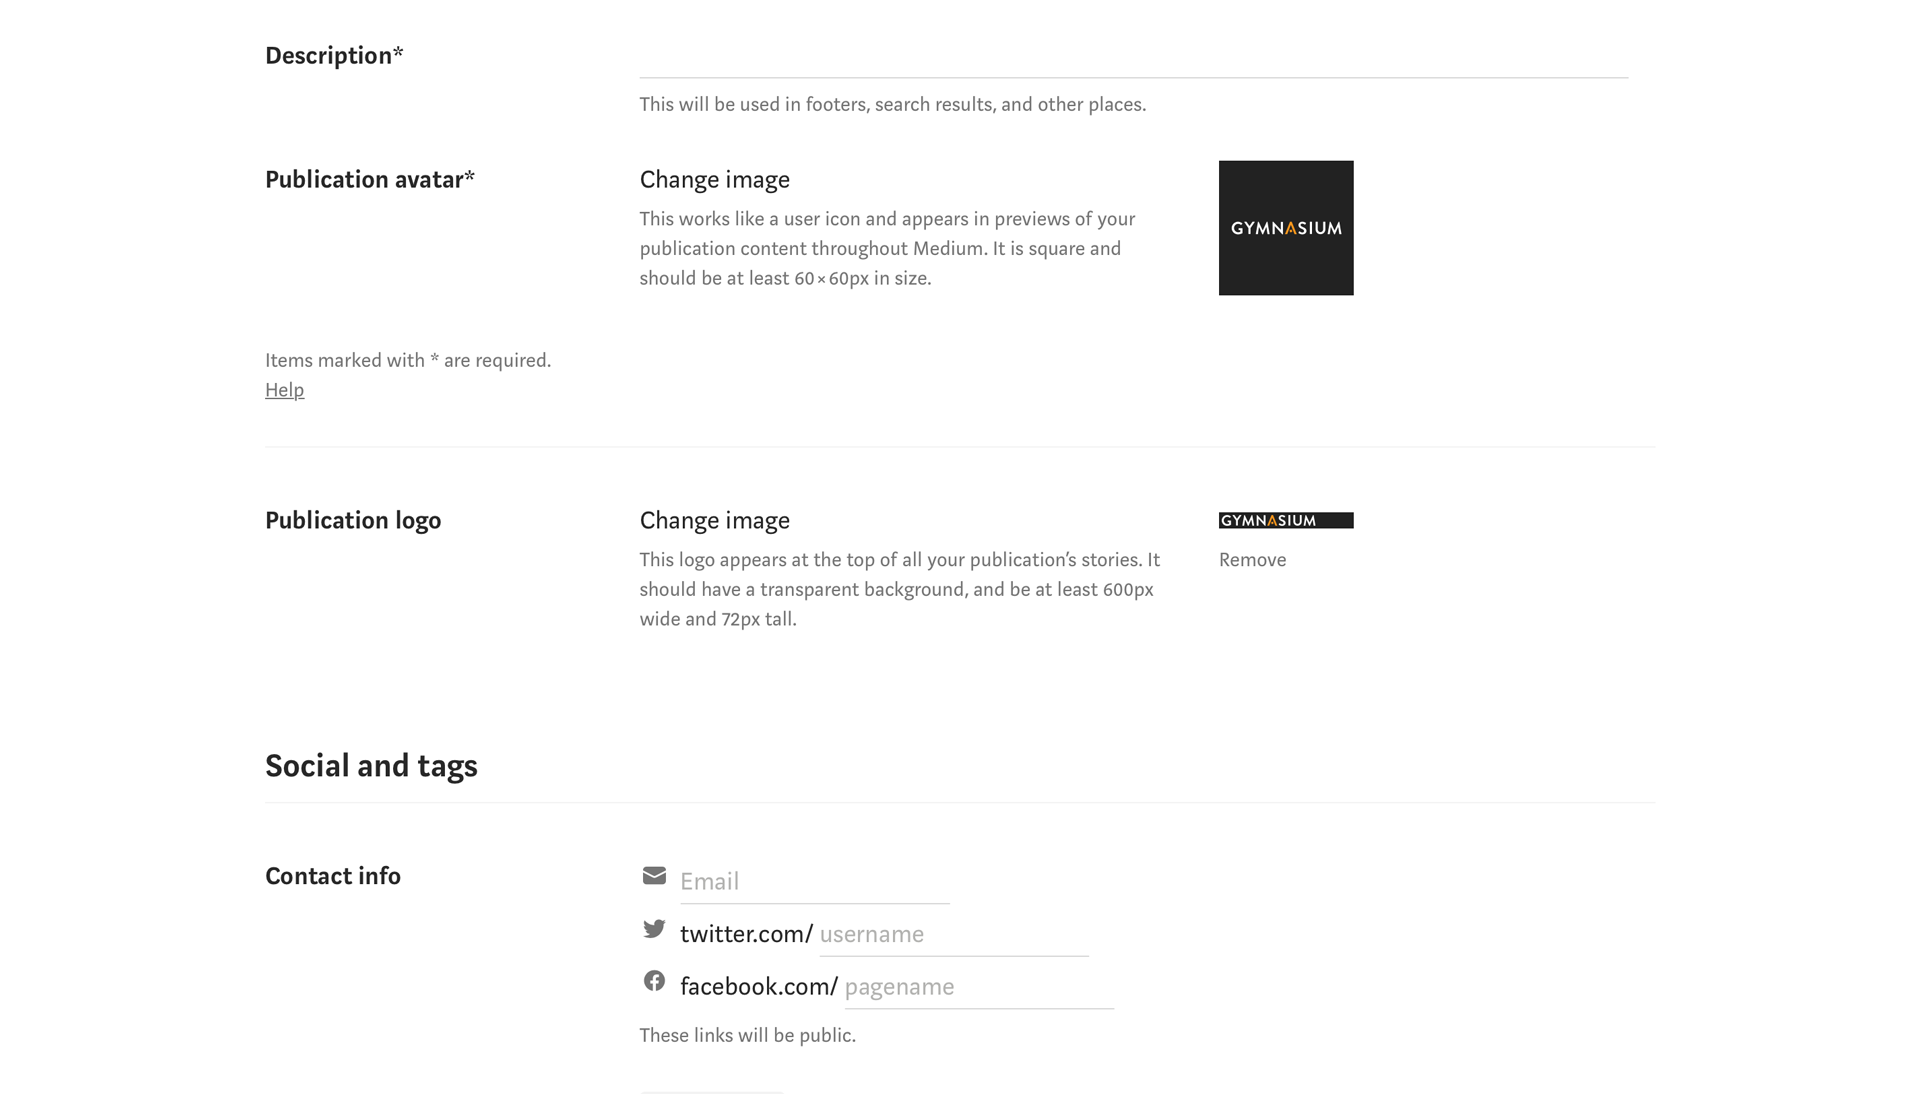 Description*
This will be used in footers, search results, and other places.
Publication avatar*
Change image
This works like a user icon and appears in previews of your
publication content throughout Medium. It is square and
should be at least 60×60px in size.
GYMNASIUM
Items marked with * are required.
Help
Publication logo
Change image
This logo appears at the top of all your publication’s stories. It
should have a transparent background, and be at least 600px
wide and 72px tall.
GYMNASIUM
Remove
Social and tags
Contact info
Email
twitter.com/ username
facebook.com/ pagename
These links will be public.